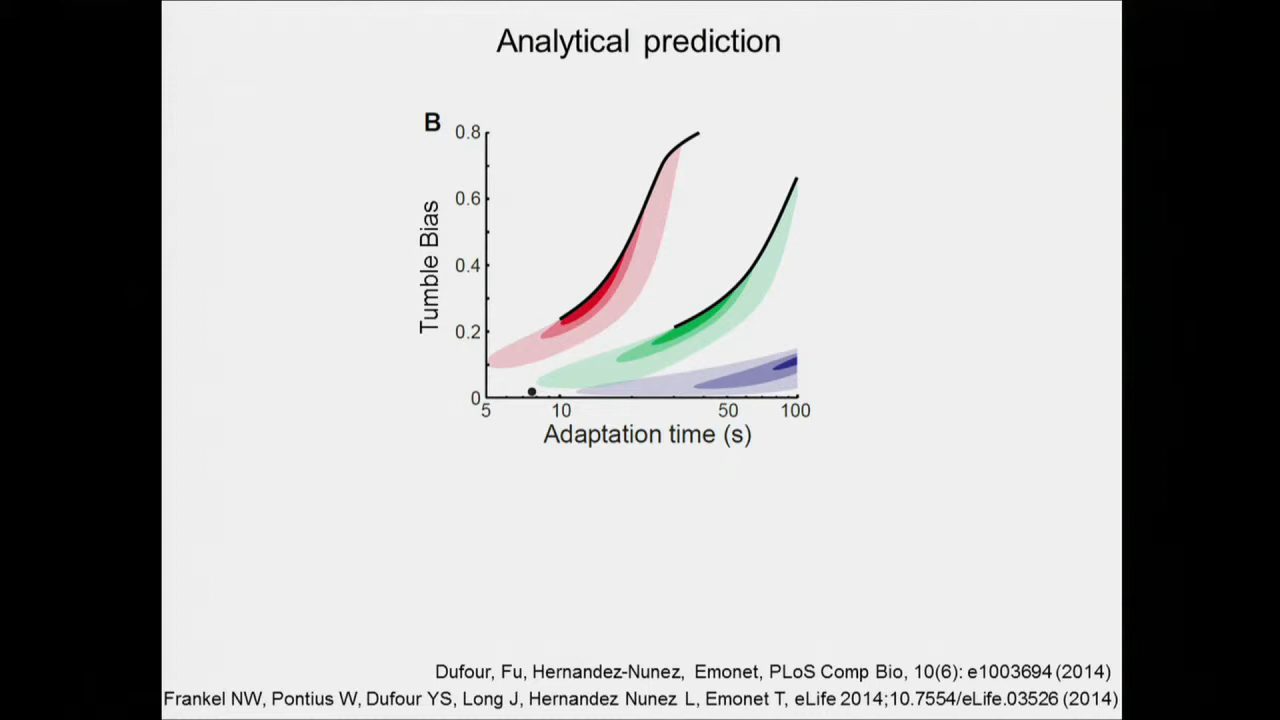 Analytical prediction
B
0.8
0.6
0.4
0.2
0
Tumble Bias
5 10 50 100
Adaptation time (s)
Dufour, Fu, Hernandez-Nunez, Emonet, PLoS Comp Bio, 10(6): e1003694 (2014)
Frankel NW, Pontius W, Dufour YS, Long J, Hernandez Nunez L, Emonet T, eLife 2014;10.7554/eLife.03526 (2014)